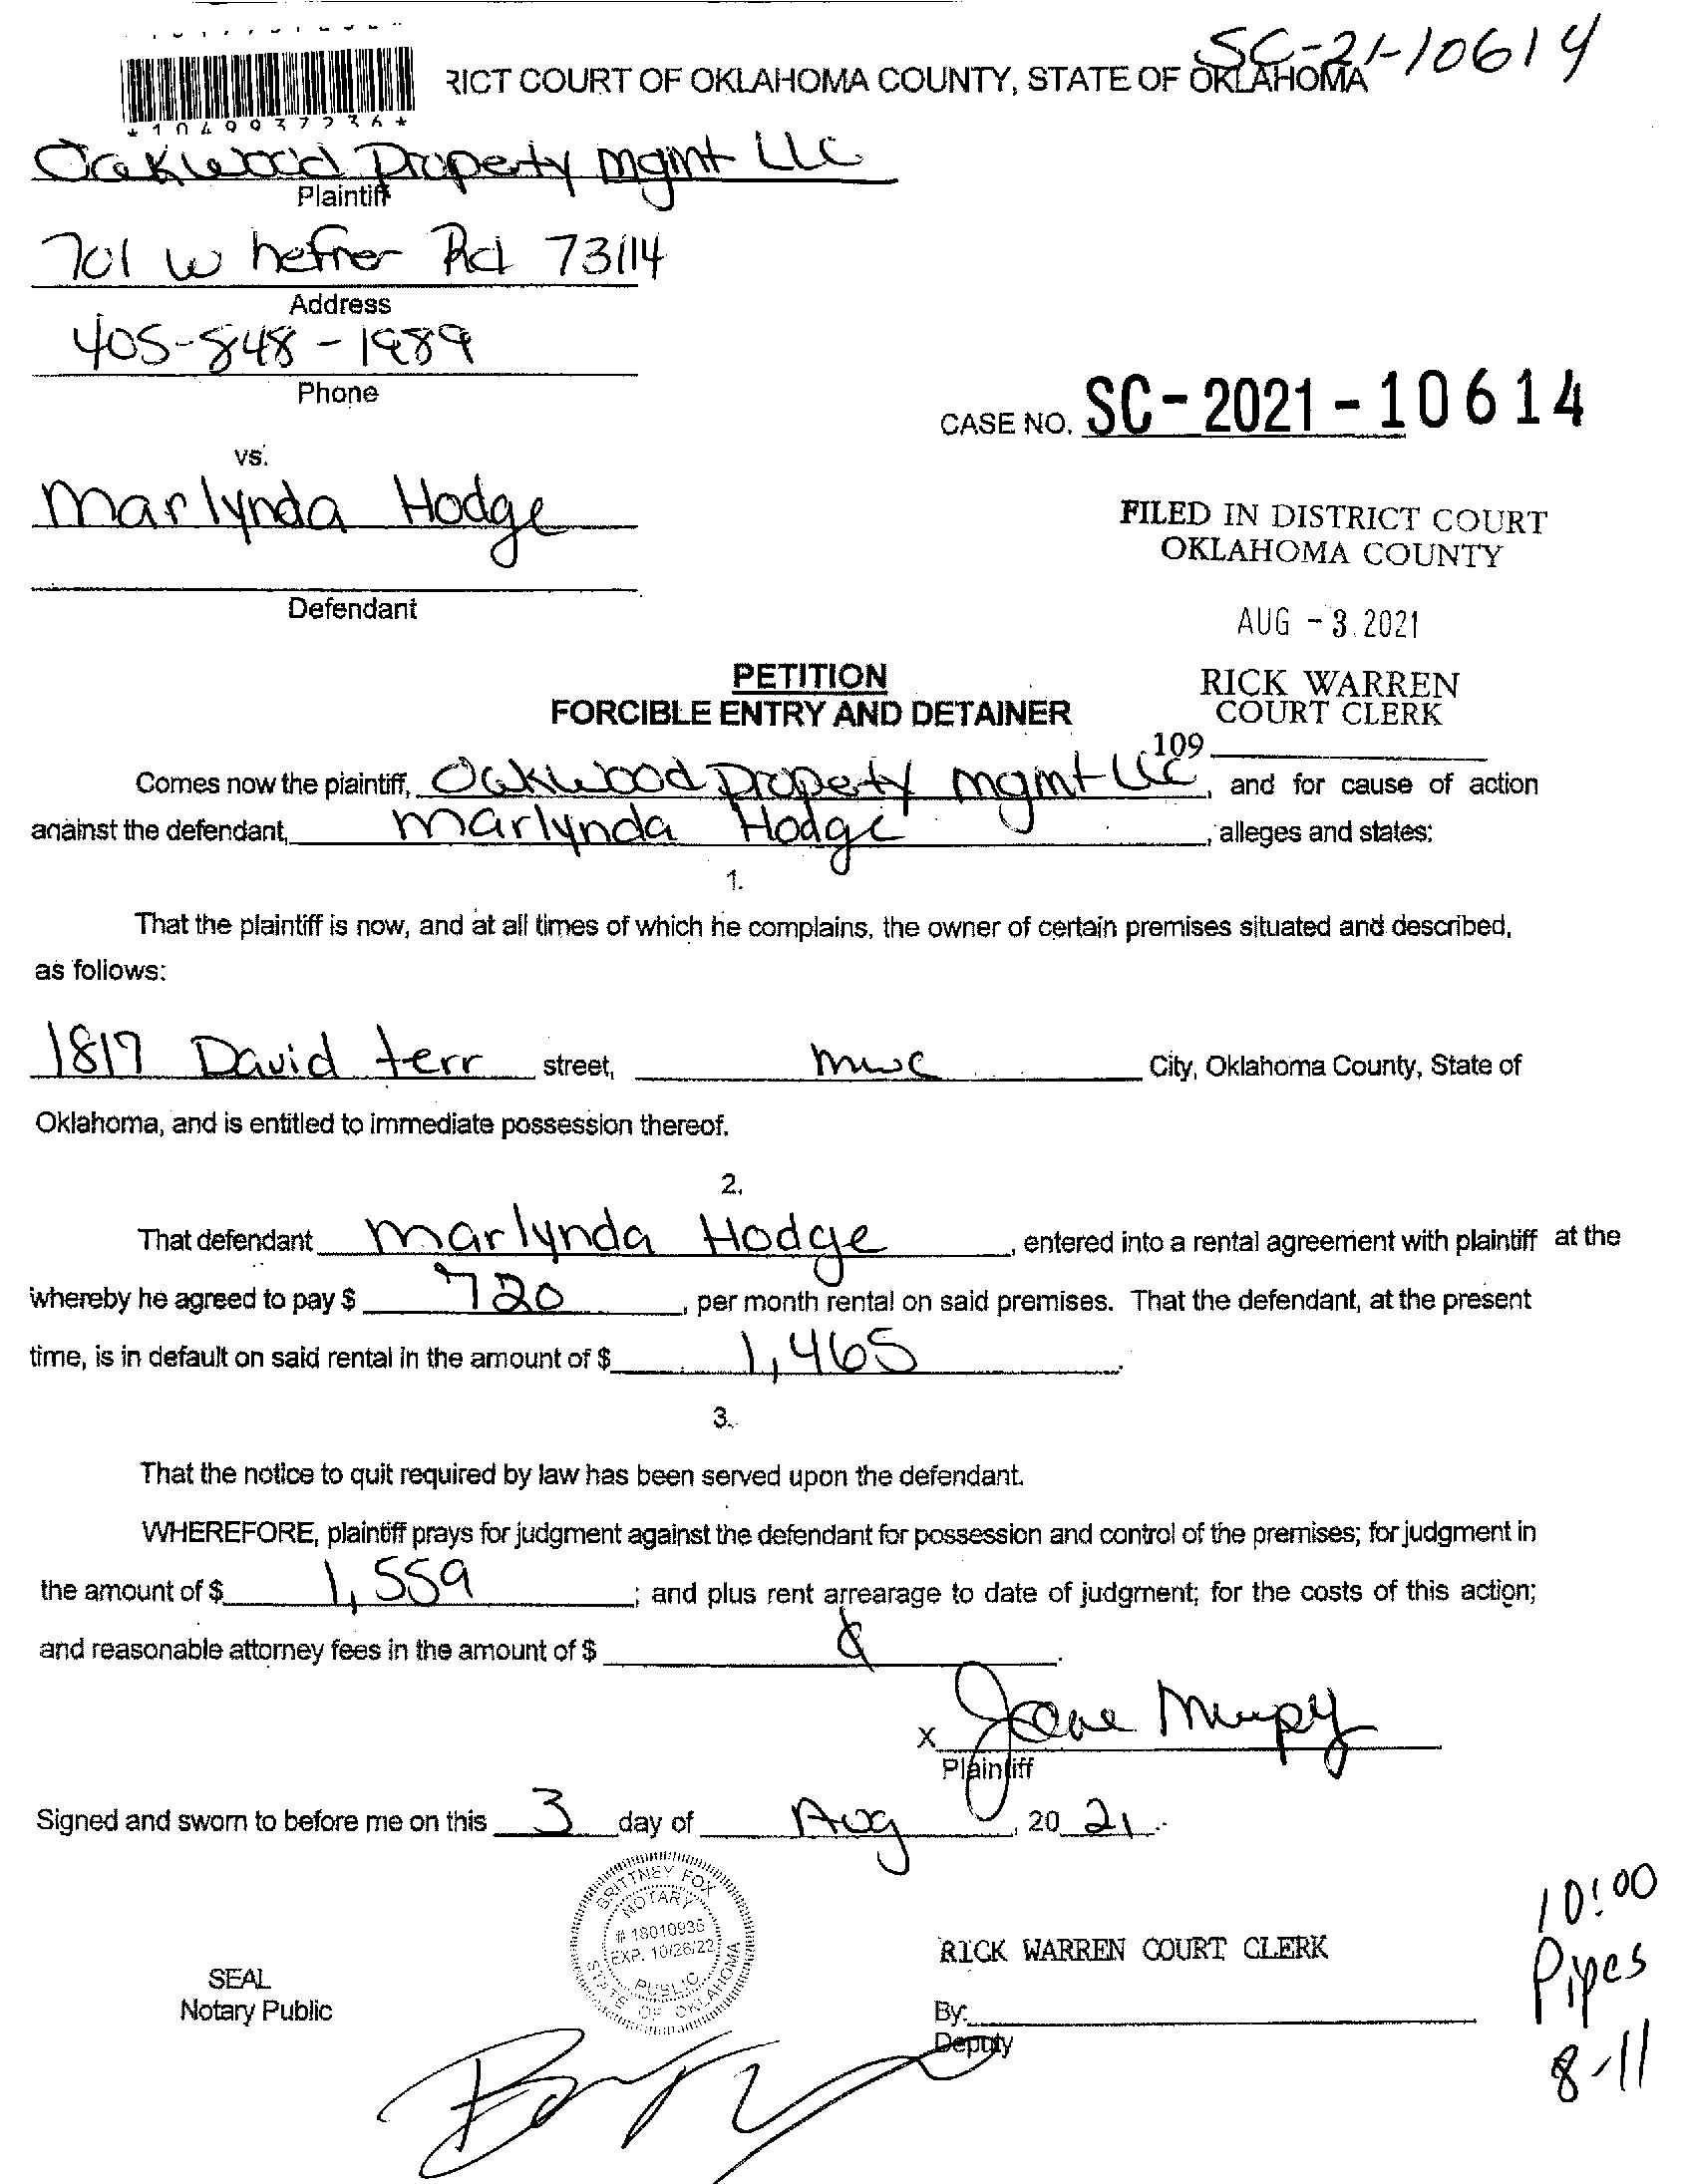 SC-21-10614
RICT COURT OF OKLAHOMA COUNTY, STATE OF OKLAHOMA
*1049937236*
Oakwood Property Mgmt LLC
Plaintiff
701 W hefner Rd 73114
Address
405-848-1989
Phone
CASE NO. SC-2021-10614
vs.
Marlynda Hodge
FILED IN DISTRICT COURT
OKLAHOMA COUNTY
Defendant
AUG -3 2021
PETITION
FORCIBLE ENTRY AND DETAINER
RICK WARREN
COURT CLERK
109
Comes now the plaintiff, Oakwood Property mgmt LLC, and for cause of action
against the defendant, Marlynda Hodge, alleges and states:
1.
That the plaintiff is now, and at all times of which he complains, the owner of certain premises situated and described,
as follows:
1817 David terr street, mwc City, Oklahoma County, State of
Oklahoma, and is entitled to immediate possession thereof.
2.
That defendant Marlynda Hodge, entered into a rental agreement with plaintiff at the
whereby he agreed to pay $ 720, per month rental on said premises. That the defendant, at the present
time, is in default on said rental in the amount of $ 1,465.
3.
That the notice to quit required by law has been served upon the defendant.
WHEREFORE, plaintiff prays for judgment against the defendant for possession and control of the premises; for judgment in
the amount of $ 1,559; and plus rent arrearage to date of judgment; for the costs of this action;
and reasonable attorney fees in the amount of $
x Jane Murpy
Plaintiff
Signed and sworn to before me on this 3 day of Aug, 20 21.
BRITTNEY FOX
NOTARY
# 18010936
EXP. 10/26/22
PUBLIC
STATE OF OKLAHOMA
10:00
Pipes
8-11
RICK WARREN COURT CLERK
SEAL
Notary Public
By:
Deputy